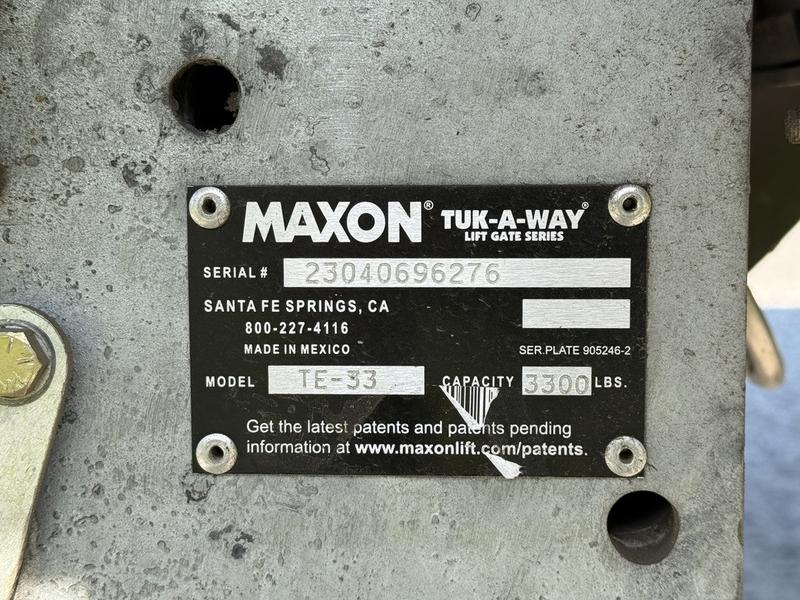 MAXON® TUK-A-WAY®
LIFT GATE SERIES
SERIAL # 23040696276
SANTA FE SPRINGS, CA
800-227-4116
MADE IN MEXICO
SER.PLATE 905246-2
MODEL TE-33 CAPACITY 3300 LBS.
Get the latest patents and patents pending
information at www.maxonlift.com/patents.